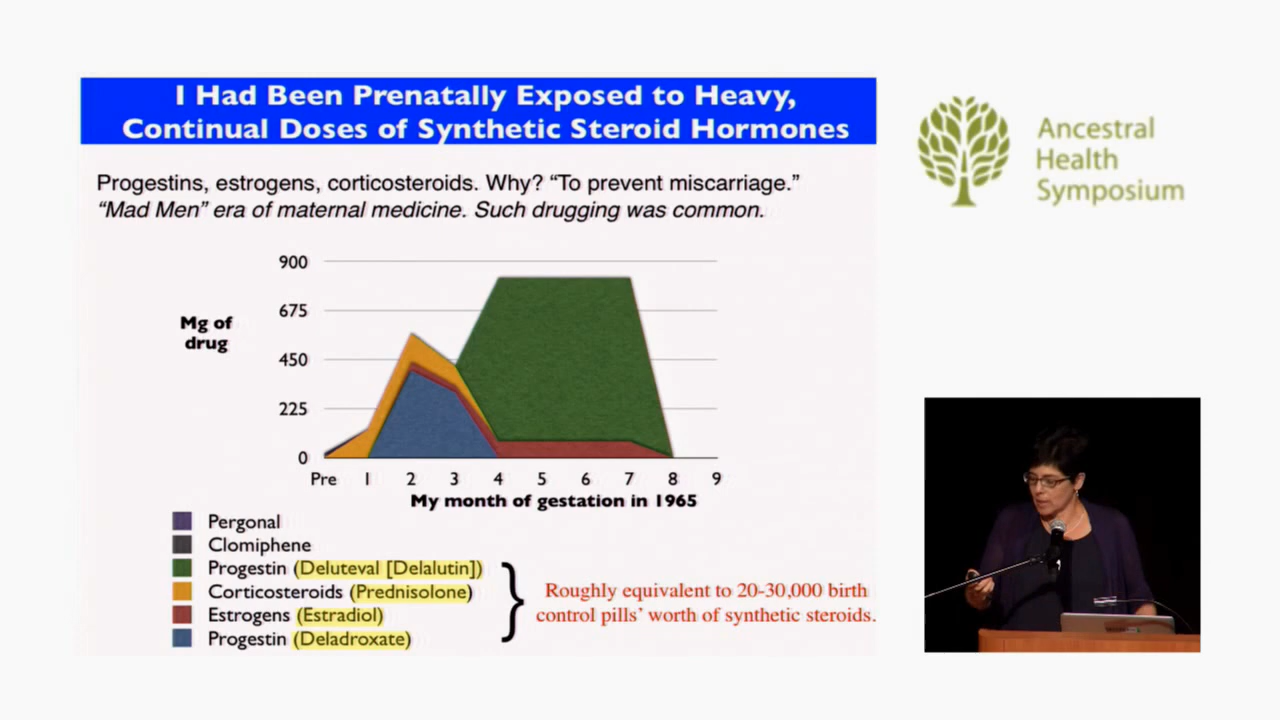 I Had Been Prenatally Exposed to Heavy,
Continual Doses of Synthetic Steroid Hormones
Progestins, estrogens, corticosteroids. Why? “To prevent miscarriage.”
“Mad Men” era of maternal medicine. Such drugging was common.
900
675
450
225
0
Mg of
drug
Pre 1 2 3 4 5 6 7 8 9
My month of gestation in 1965
Pergonal
Clomiphene
Progestin (Deluteval [Delalutin])
Corticosteroids (Prednisolone)
Estrogens (Estradiol)
Progestin (Deladroxate)
Roughly equivalent to 20-30,000 birth
control pills’ worth of synthetic steroids.
Ancestral
Health
Symposium